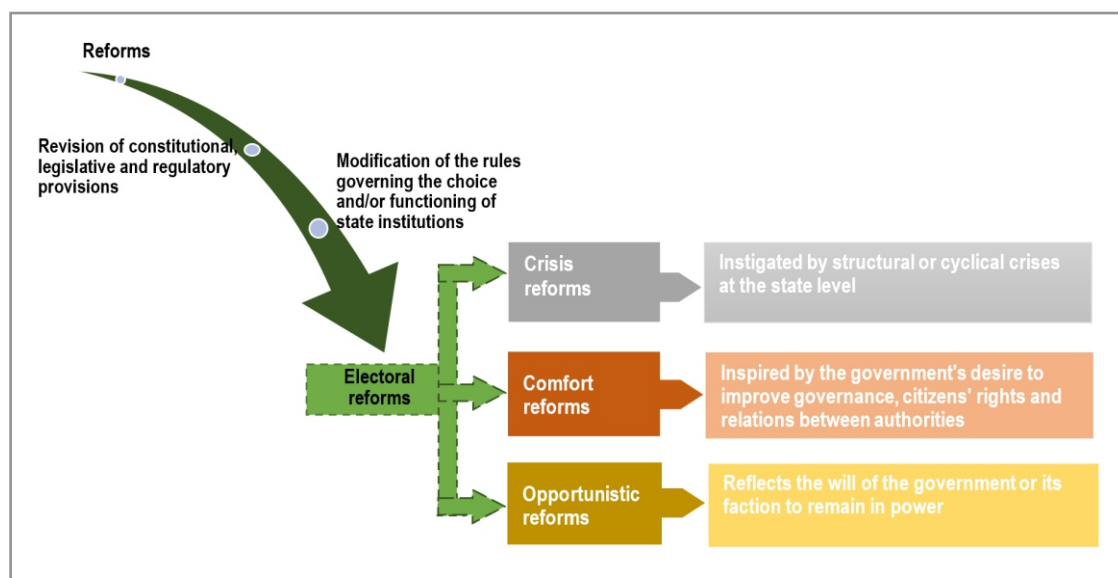 Reforms
Revision of constitutional,
legislative and regulatory
provisions
Modification of the rules
governing the choice
and/or functioning of
state institutions
Electoral
reforms
Crisis
reforms
Instigated by structural or cyclical crises
at the state level
Comfort
reforms
Inspired by the government's desire to
improve governance, citizens' rights and
relations between authorities
Opportunistic
reforms
Reflects the will of the government or its
faction to remain in power